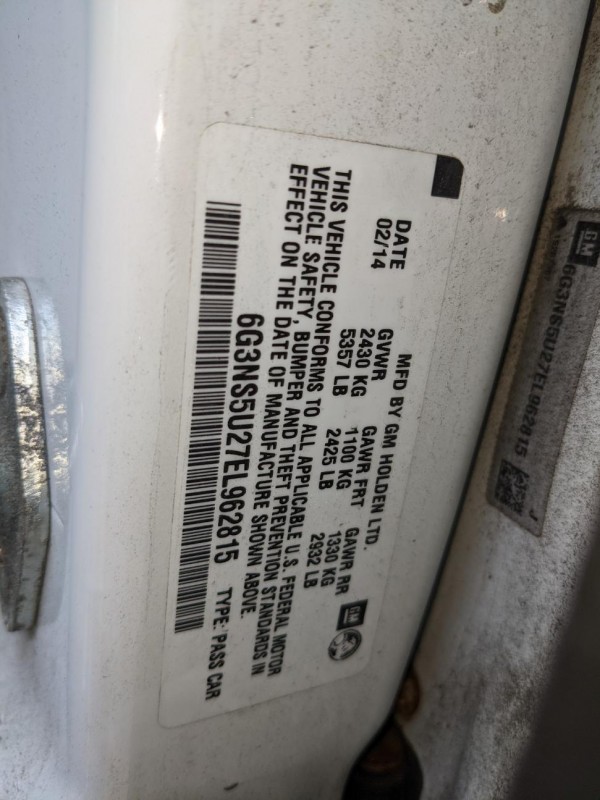 MFD BY GM HOLDEN LTD.
DATE GVWR GAWR FRT GAWR RR
02/14 2430 KG 1100 KG 1330 KG
5357 LB 2425 LB 2932 LB
THIS VEHICLE CONFORMS TO ALL APPLICABLE U.S. FEDERAL MOTOR
VEHICLE SAFETY, BUMPER AND THEFT PREVENTION STANDARDS IN
EFFECT ON THE DATE OF MANUFACTURE SHOWN ABOVE.
6G3NS5U27EL962815 TYPE: PASS CAR
GM
GM
6G3NS5U27EL962815